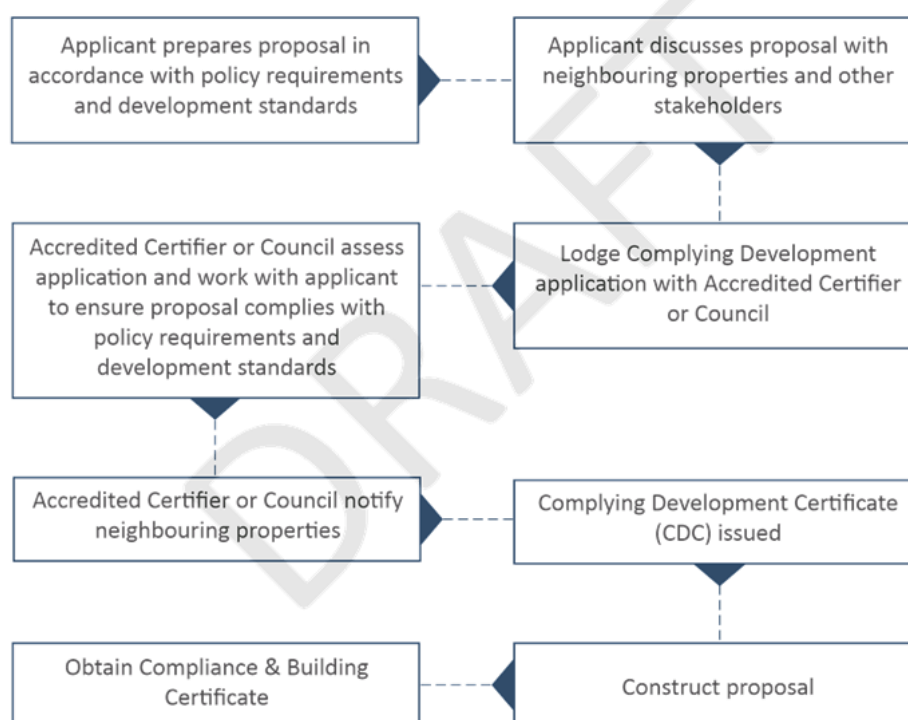 Applicant prepares proposal in
accordance with policy requirements
and development standards
Applicant discusses proposal with
neighbouring properties and other
stakeholders
Lodge Complying Development
application with Accredited Certifier
or Council
Accredited Certifier or Council assess
application and work with applicant
to ensure proposal complies with
policy requirements and
development standards
Accredited Certifier or Council notify
neighbouring properties
Complying Development Certificate
(CDC) issued
Construct proposal
Obtain Compliance & Building
Certificate
DRAFT